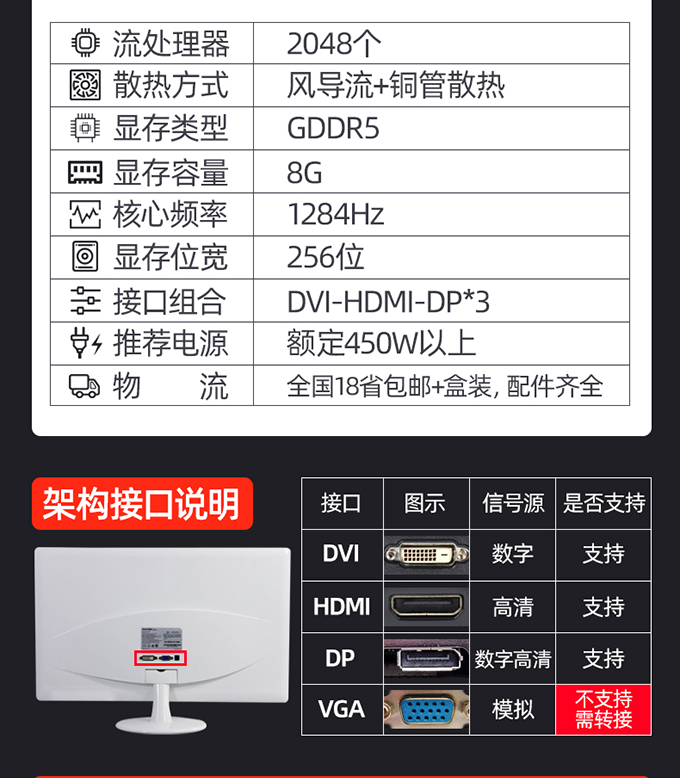 流处理器 2048个
散热方式 风导流+铜管散热
显存类型 GDDR5
显存容量 8G
核心频率 1284Hz
显存位宽 256位
接口组合 DVI-HDMI-DP*3
推荐电源 额定450W以上
物 流 全国18省包邮+盒装, 配件齐全
架构接口说明
接口 图示 信号源 是否支持
DVI 数字 支持
HDMI 高清 支持
DP 数字高清 支持
VGA 模拟 不支持
需转接